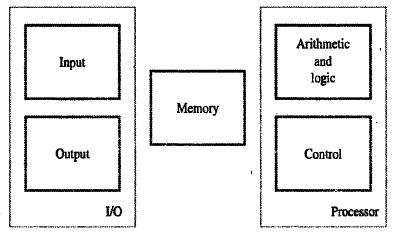 Input
Output
I/O
Memory
Arithmetic
and
logic
Control
Processor